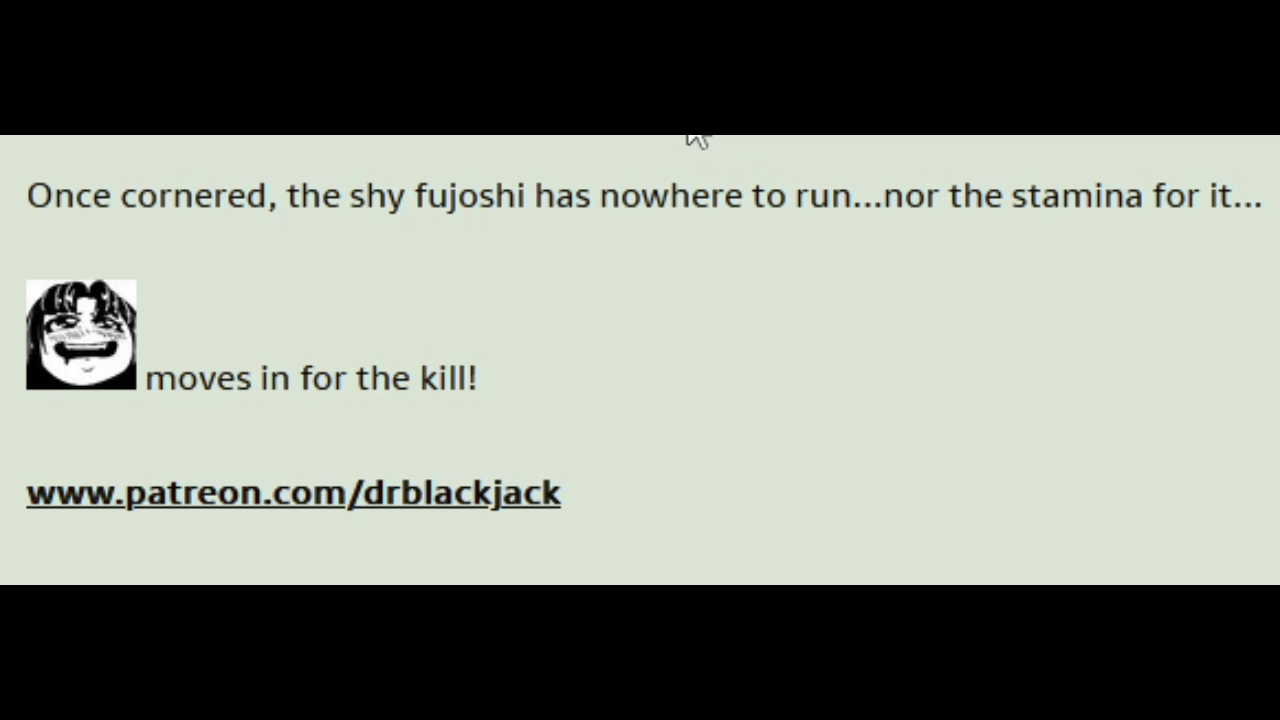 Once cornered, the shy fujoshi has nowhere to run...nor the stamina for it...
moves in for the kill!
www.patreon.com/drblackjack